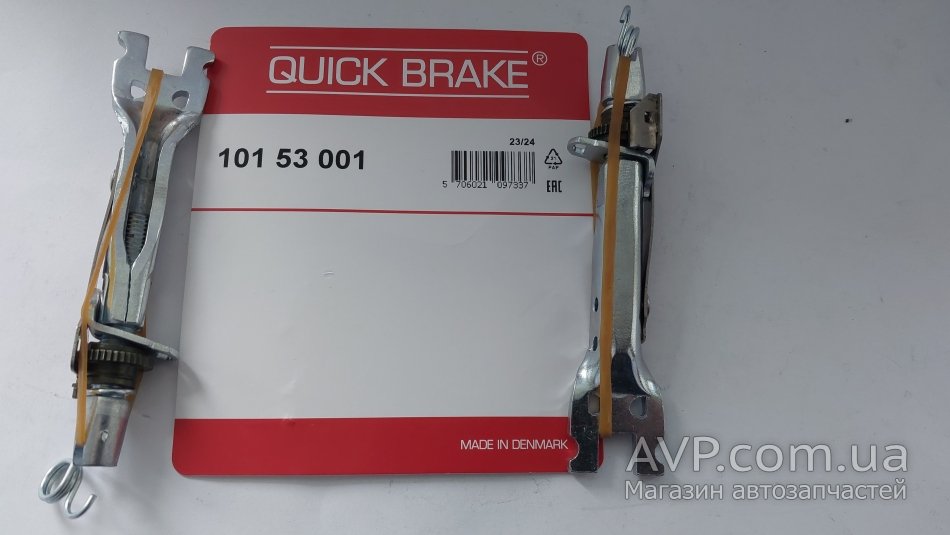 QUICK BRAKE®
23/24
101 53 001
5 706021 097337
PAP
EAC
MADE IN DENMARK
AVP.com.ua
Магазин автозапчастей